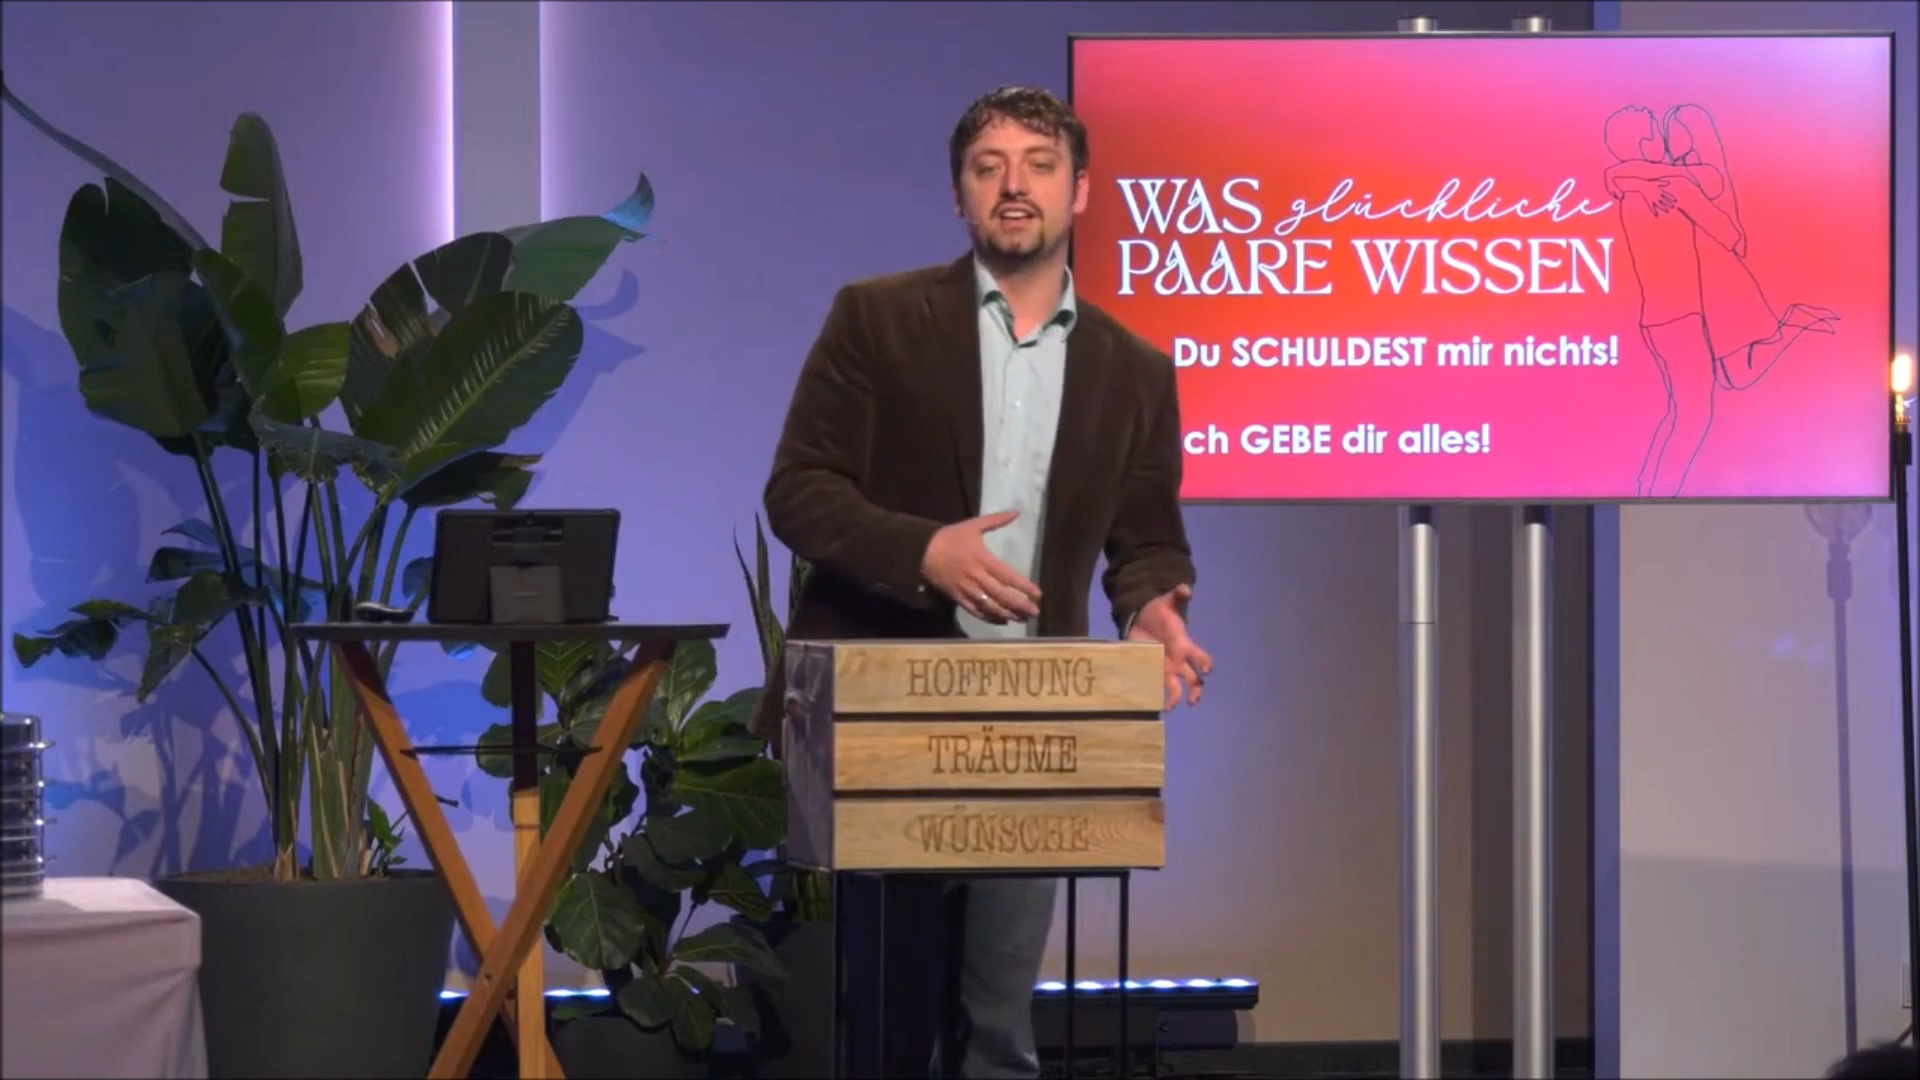 WAS glückliche
PAARE WISSEN
Du SCHULDEST mir nichts!
ch GEBE dir alles!
HOFFNUNG
TRÄUME
WÜNSCHE